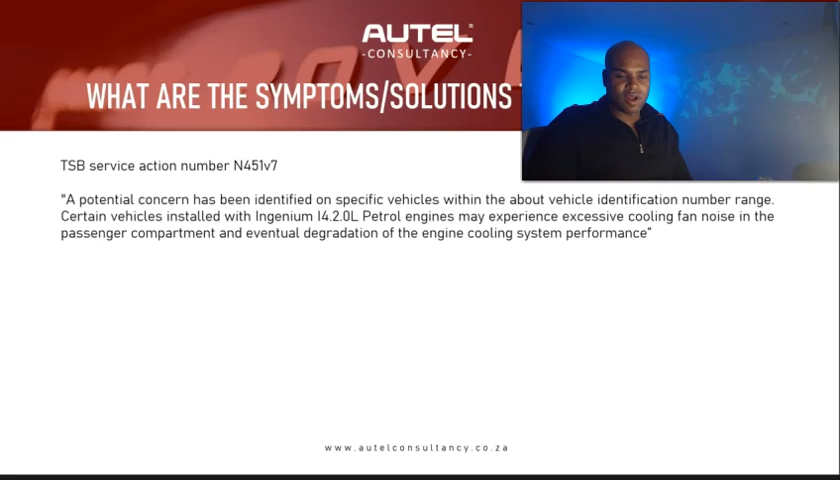 AUTEL
-CONSULTANCY-
WHAT ARE THE SYMPTOMS/SOLUTIONS
TSB service action number N451v7
"A potential concern has been identified on specific vehicles within the about vehicle identification number range.
Certain vehicles installed with Ingenium I4.2.0L Petrol engines may experience excessive cooling fan noise in the
passenger compartment and eventual degradation of the engine cooling system performance"
www.autelconsultancy.co.za